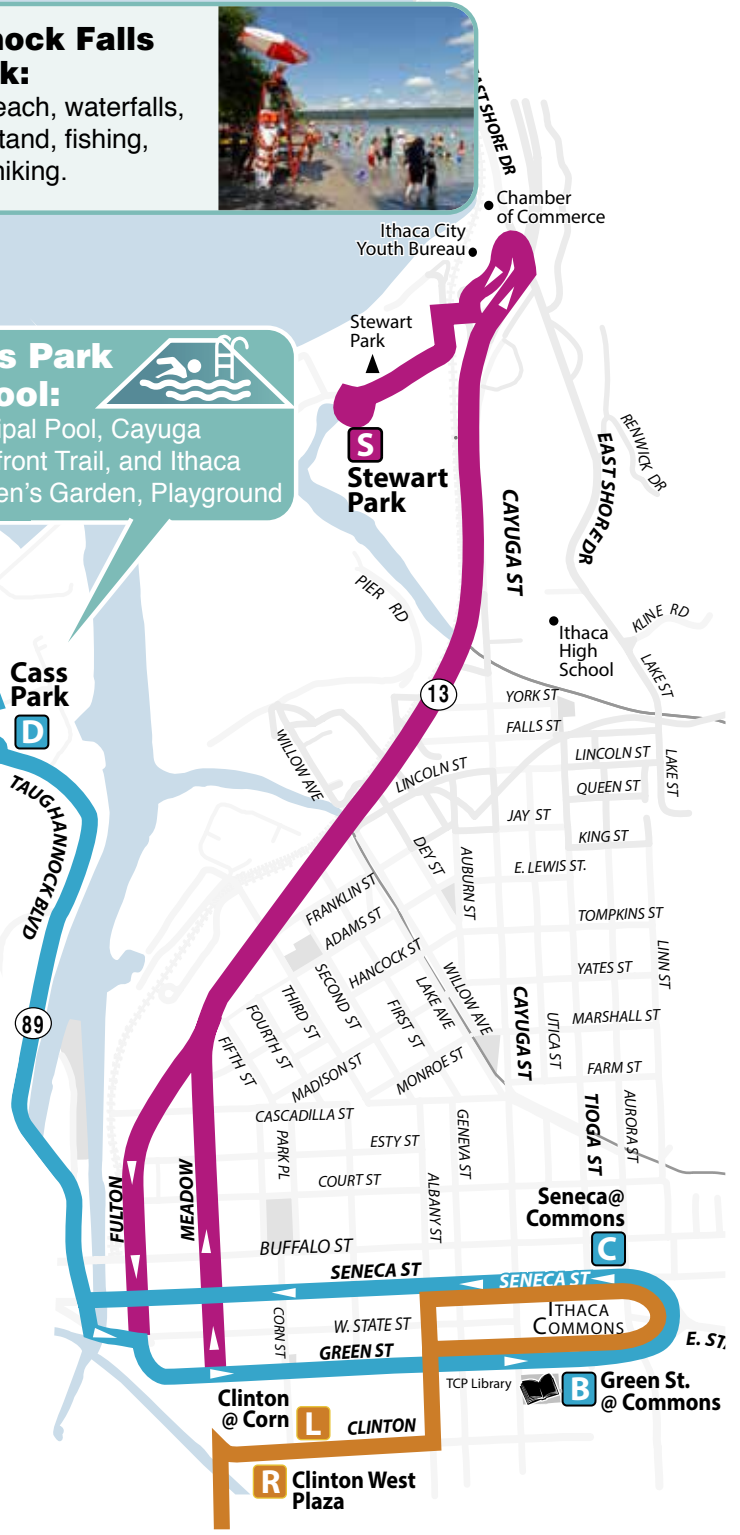 nock Falls
k:
each, waterfalls,
tand, fishing,
hiking.
AST SHORE DR
Chamber
of Commerce
Ithaca City
Youth Bureau
Stewart
Park
S
Stewart
Park
s Park
ool:
ipal Pool, Cayuga
front Trail, and Ithaca
en's Garden, Playground
RENWICK DR
EAST SHORE DR
CAYUGA ST
PIER RD
KLINE RD
Ithaca
High
School
LAKE ST
Cass
Park
D
13
YORK ST
FALLS ST
WILLOW AVE
LINCOLN ST
LINCOLN ST
LAKE ST
QUEEN ST
TAUGHANNOCK BLVD
JAY ST
KING ST
DEY ST
AUBURN ST
E. LEWIS ST.
FRANKLIN ST
ADAMS ST
TOMPKINS ST
HANCOCK ST
LINN ST
SECOND ST
WILLOW AVE
YATES ST
THIRD ST
LAKE AVE
FOURTH ST
FIRST ST
CAYUGA ST
UTICA ST
MARSHALL ST
89
FIFTH ST
MADISON ST
MONROE ST
FARM ST
TIOGA ST
AURORA ST
CASCADILLA ST
GENEVA ST
PARK PL
ESTY ST
COURT ST
ALBANY ST
FULTON
MEADOW
Seneca@
Commons
C
BUFFALO ST
SENECA ST
SENECA ST
ITHACA
COMMONS
CORN ST
W. STATE ST
GREEN ST
E. ST
TCP Library
B
Green St.
@ Commons
Clinton
@ Corn
L
CLINTON
R
Clinton West
Plaza